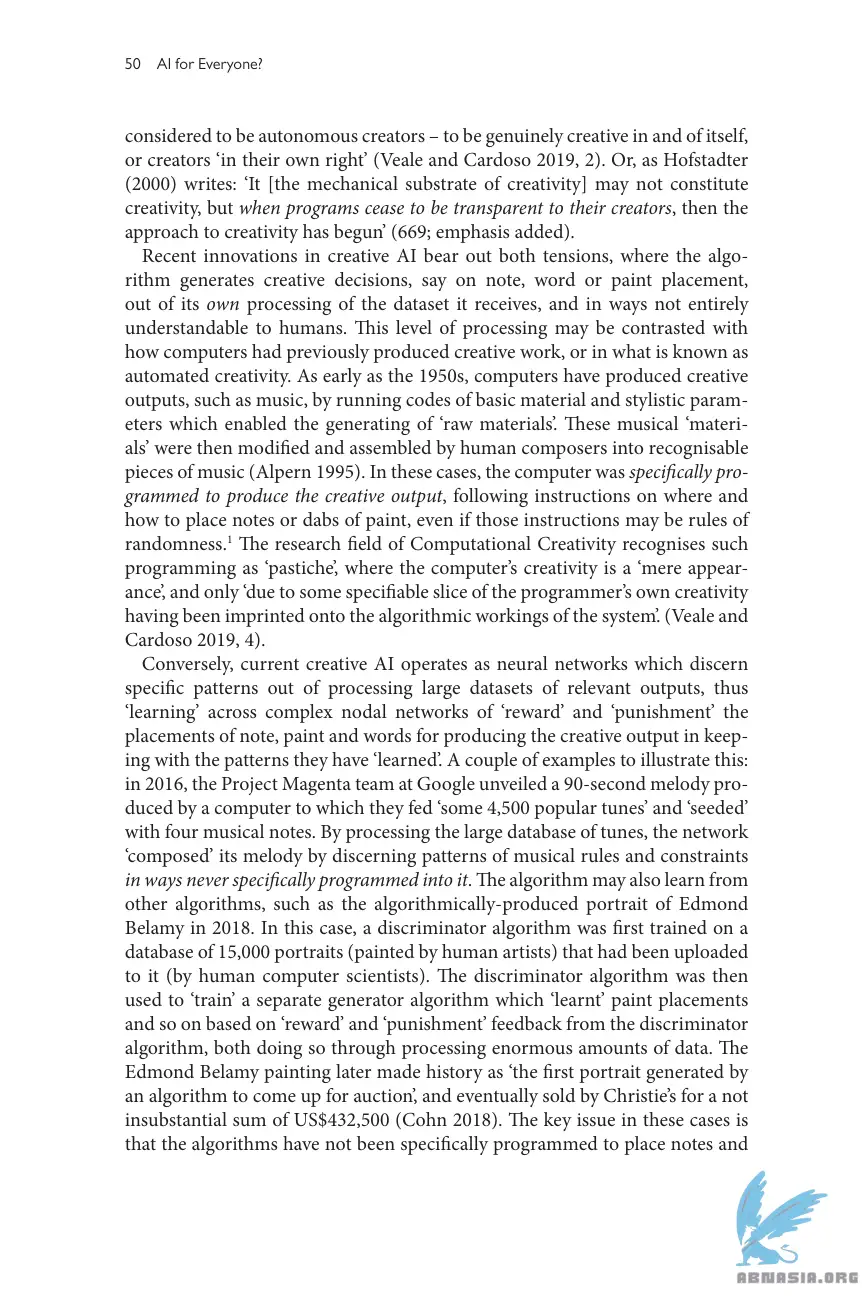 50 AI for Everyone?
considered to be autonomous creators – to be genuinely creative in and of itself,
or creators ‘in their own right’ (Veale and Cardoso 2019, 2). Or, as Hofstadter
(2000) writes: ‘It [the mechanical substrate of creativity] may not constitute
creativity, but when programs cease to be transparent to their creators, then the
approach to creativity has begun’ (669; emphasis added).
Recent innovations in creative AI bear out both tensions, where the algo-
rithm generates creative decisions, say on note, word or paint placement,
out of its own processing of the dataset it receives, and in ways not entirely
understandable to humans. This level of processing may be contrasted with
how computers had previously produced creative work, or in what is known as
automated creativity. As early as the 1950s, computers have produced creative
outputs, such as music, by running codes of basic material and stylistic param-
eters which enabled the generating of ‘raw materials’. These musical ‘materi-
als’ were then modified and assembled by human composers into recognisable
pieces of music (Alpern 1995). In these cases, the computer was specifically pro-
grammed to produce the creative output, following instructions on where and
how to place notes or dabs of paint, even if those instructions may be rules of
randomness.1 The research field of Computational Creativity recognises such
programming as ‘pastiche’, where the computer’s creativity is a ‘mere appear-
ance’, and only ‘due to some specifiable slice of the programmer’s own creativity
having been imprinted onto the algorithmic workings of the system’. (Veale and
Cardoso 2019, 4).
Conversely, current creative AI operates as neural networks which discern
specific patterns out of processing large datasets of relevant outputs, thus
‘learning’ across complex nodal networks of ‘reward’ and ‘punishment’ the
placements of note, paint and words for producing the creative output in keep-
ing with the patterns they have ‘learned’. A couple of examples to illustrate this:
in 2016, the Project Magenta team at Google unveiled a 90-second melody pro-
duced by a computer to which they fed ‘some 4,500 popular tunes’ and ‘seeded’
with four musical notes. By processing the large database of tunes, the network
‘composed’ its melody by discerning patterns of musical rules and constraints
in ways never specifically programmed into it. The algorithm may also learn from
other algorithms, such as the algorithmically-produced portrait of Edmond
Belamy in 2018. In this case, a discriminator algorithm was first trained on a
database of 15,000 portraits (painted by human artists) that had been uploaded
to it (by human computer scientists). The discriminator algorithm was then
used to ‘train’ a separate generator algorithm which ‘learnt’ paint placements
and so on based on ‘reward’ and ‘punishment’ feedback from the discriminator
algorithm, both doing so through processing enormous amounts of data. The
Edmond Belamy painting later made history as ‘the first portrait generated by
an algorithm to come up for auction’, and eventually sold by Christie’s for a not
insubstantial sum of US$432,500 (Cohn 2018). The key issue in these cases is
that the algorithms have not been specifically programmed to place notes and
ABNASIA.ORG